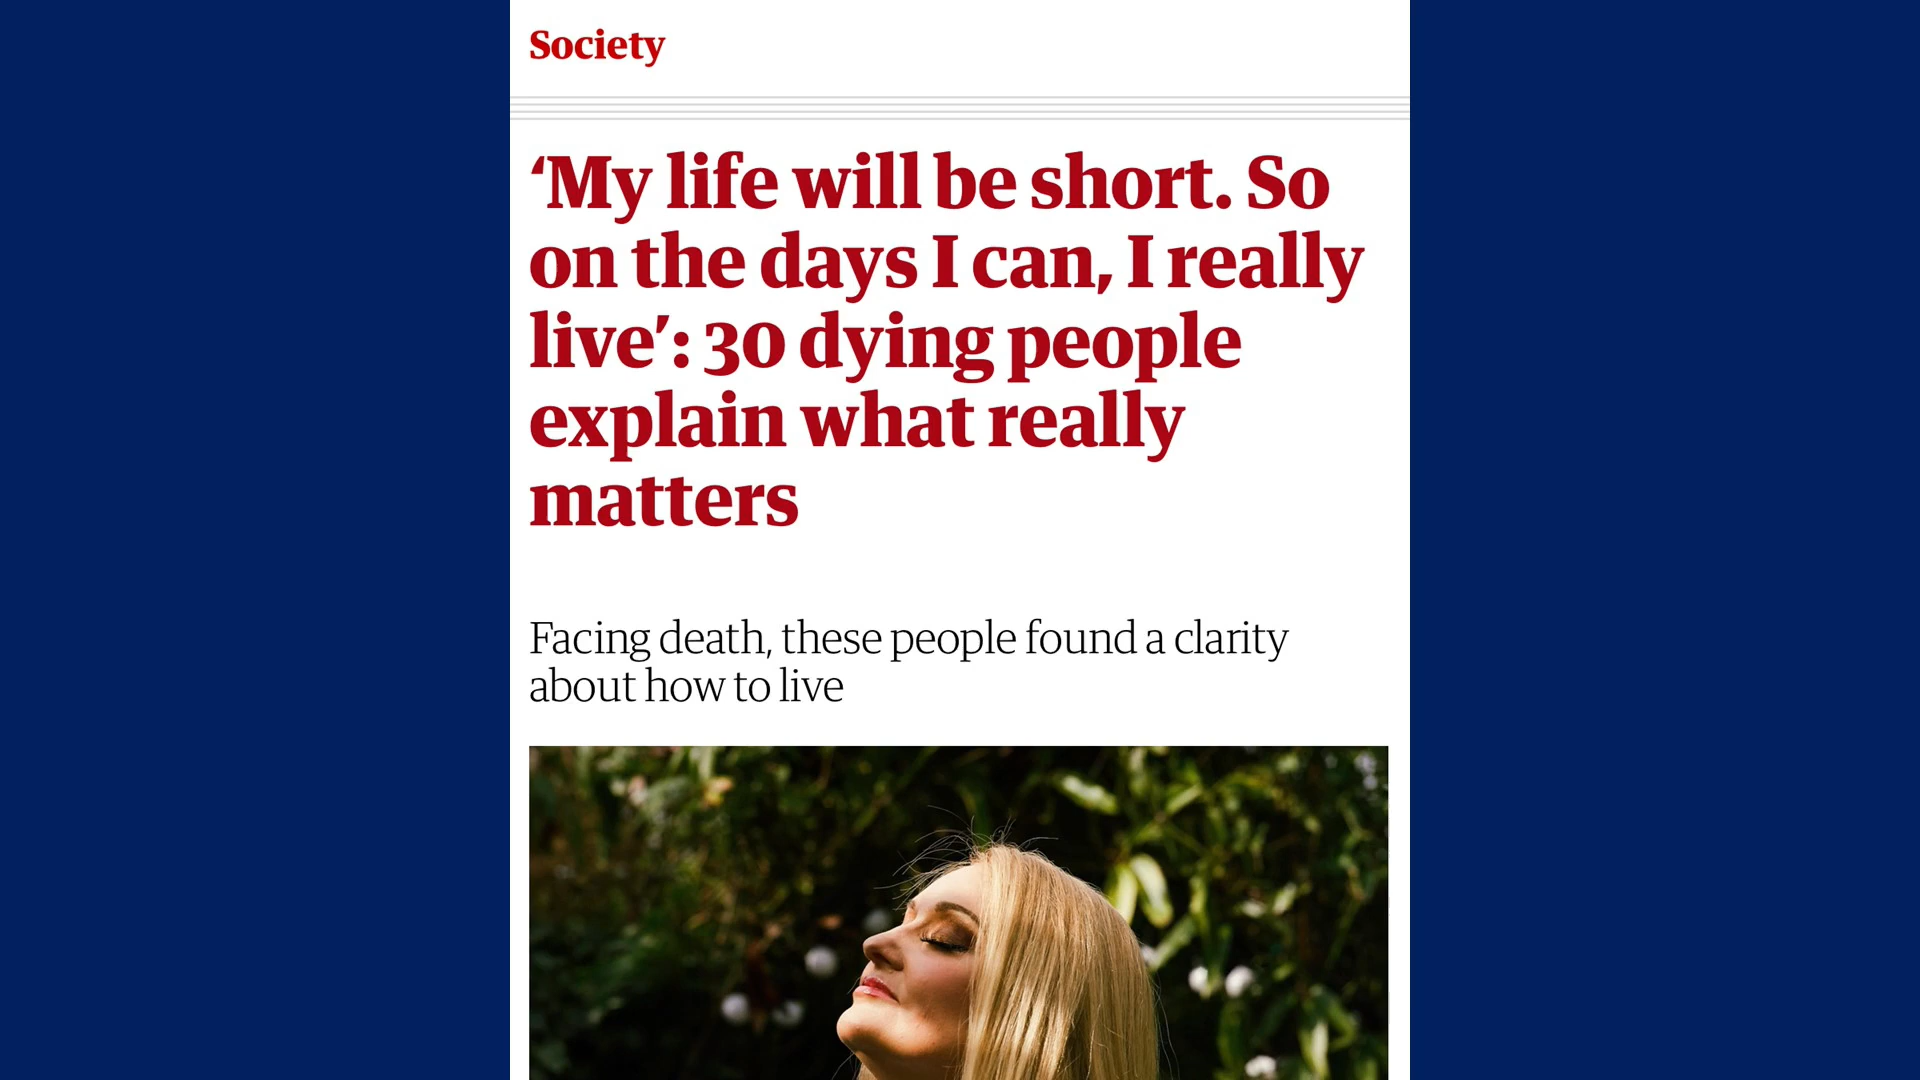 Society
‘My life will be short. So
on the days I can, I really
live’: 30 dying people
explain what really
matters
Facing death, these people found a clarity
about how to live